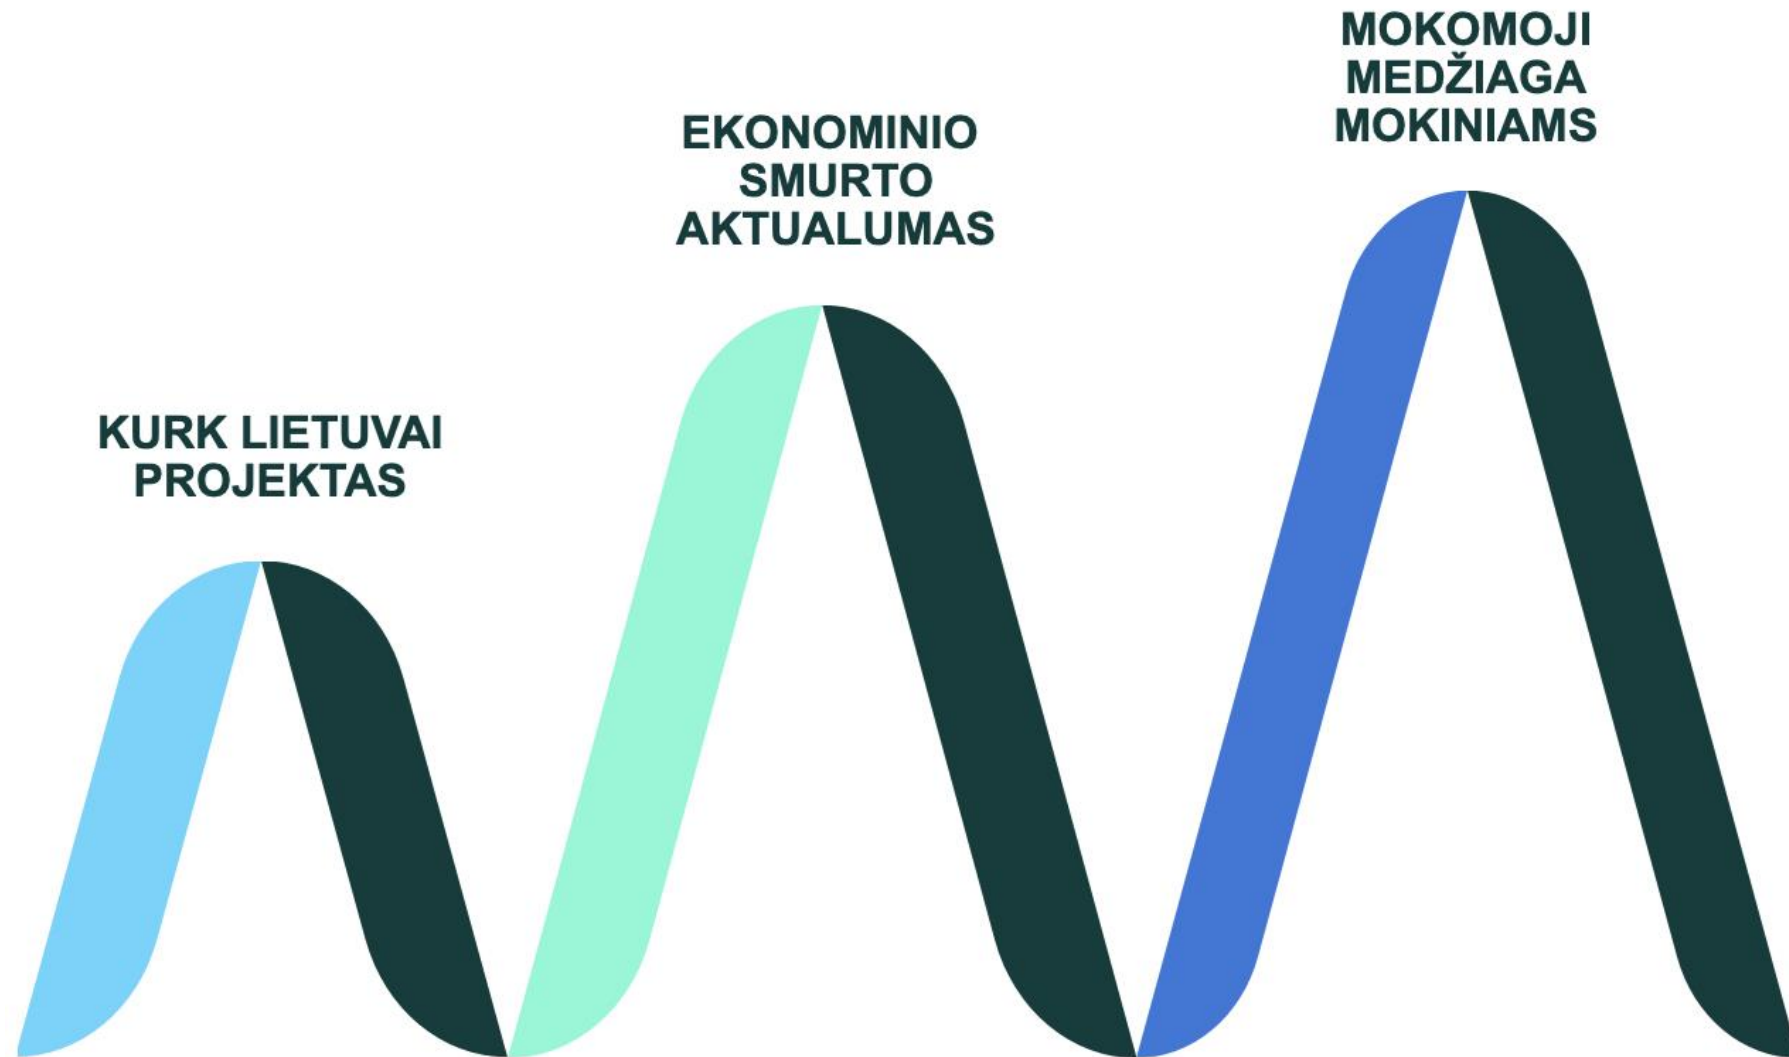 KURK LIETUVAI
PROJEKTAS
EKONOMINIO
SMURTO
AKTUALUMAS
MOKOMOJI
MEDŽIAGA
MOKINIAMS